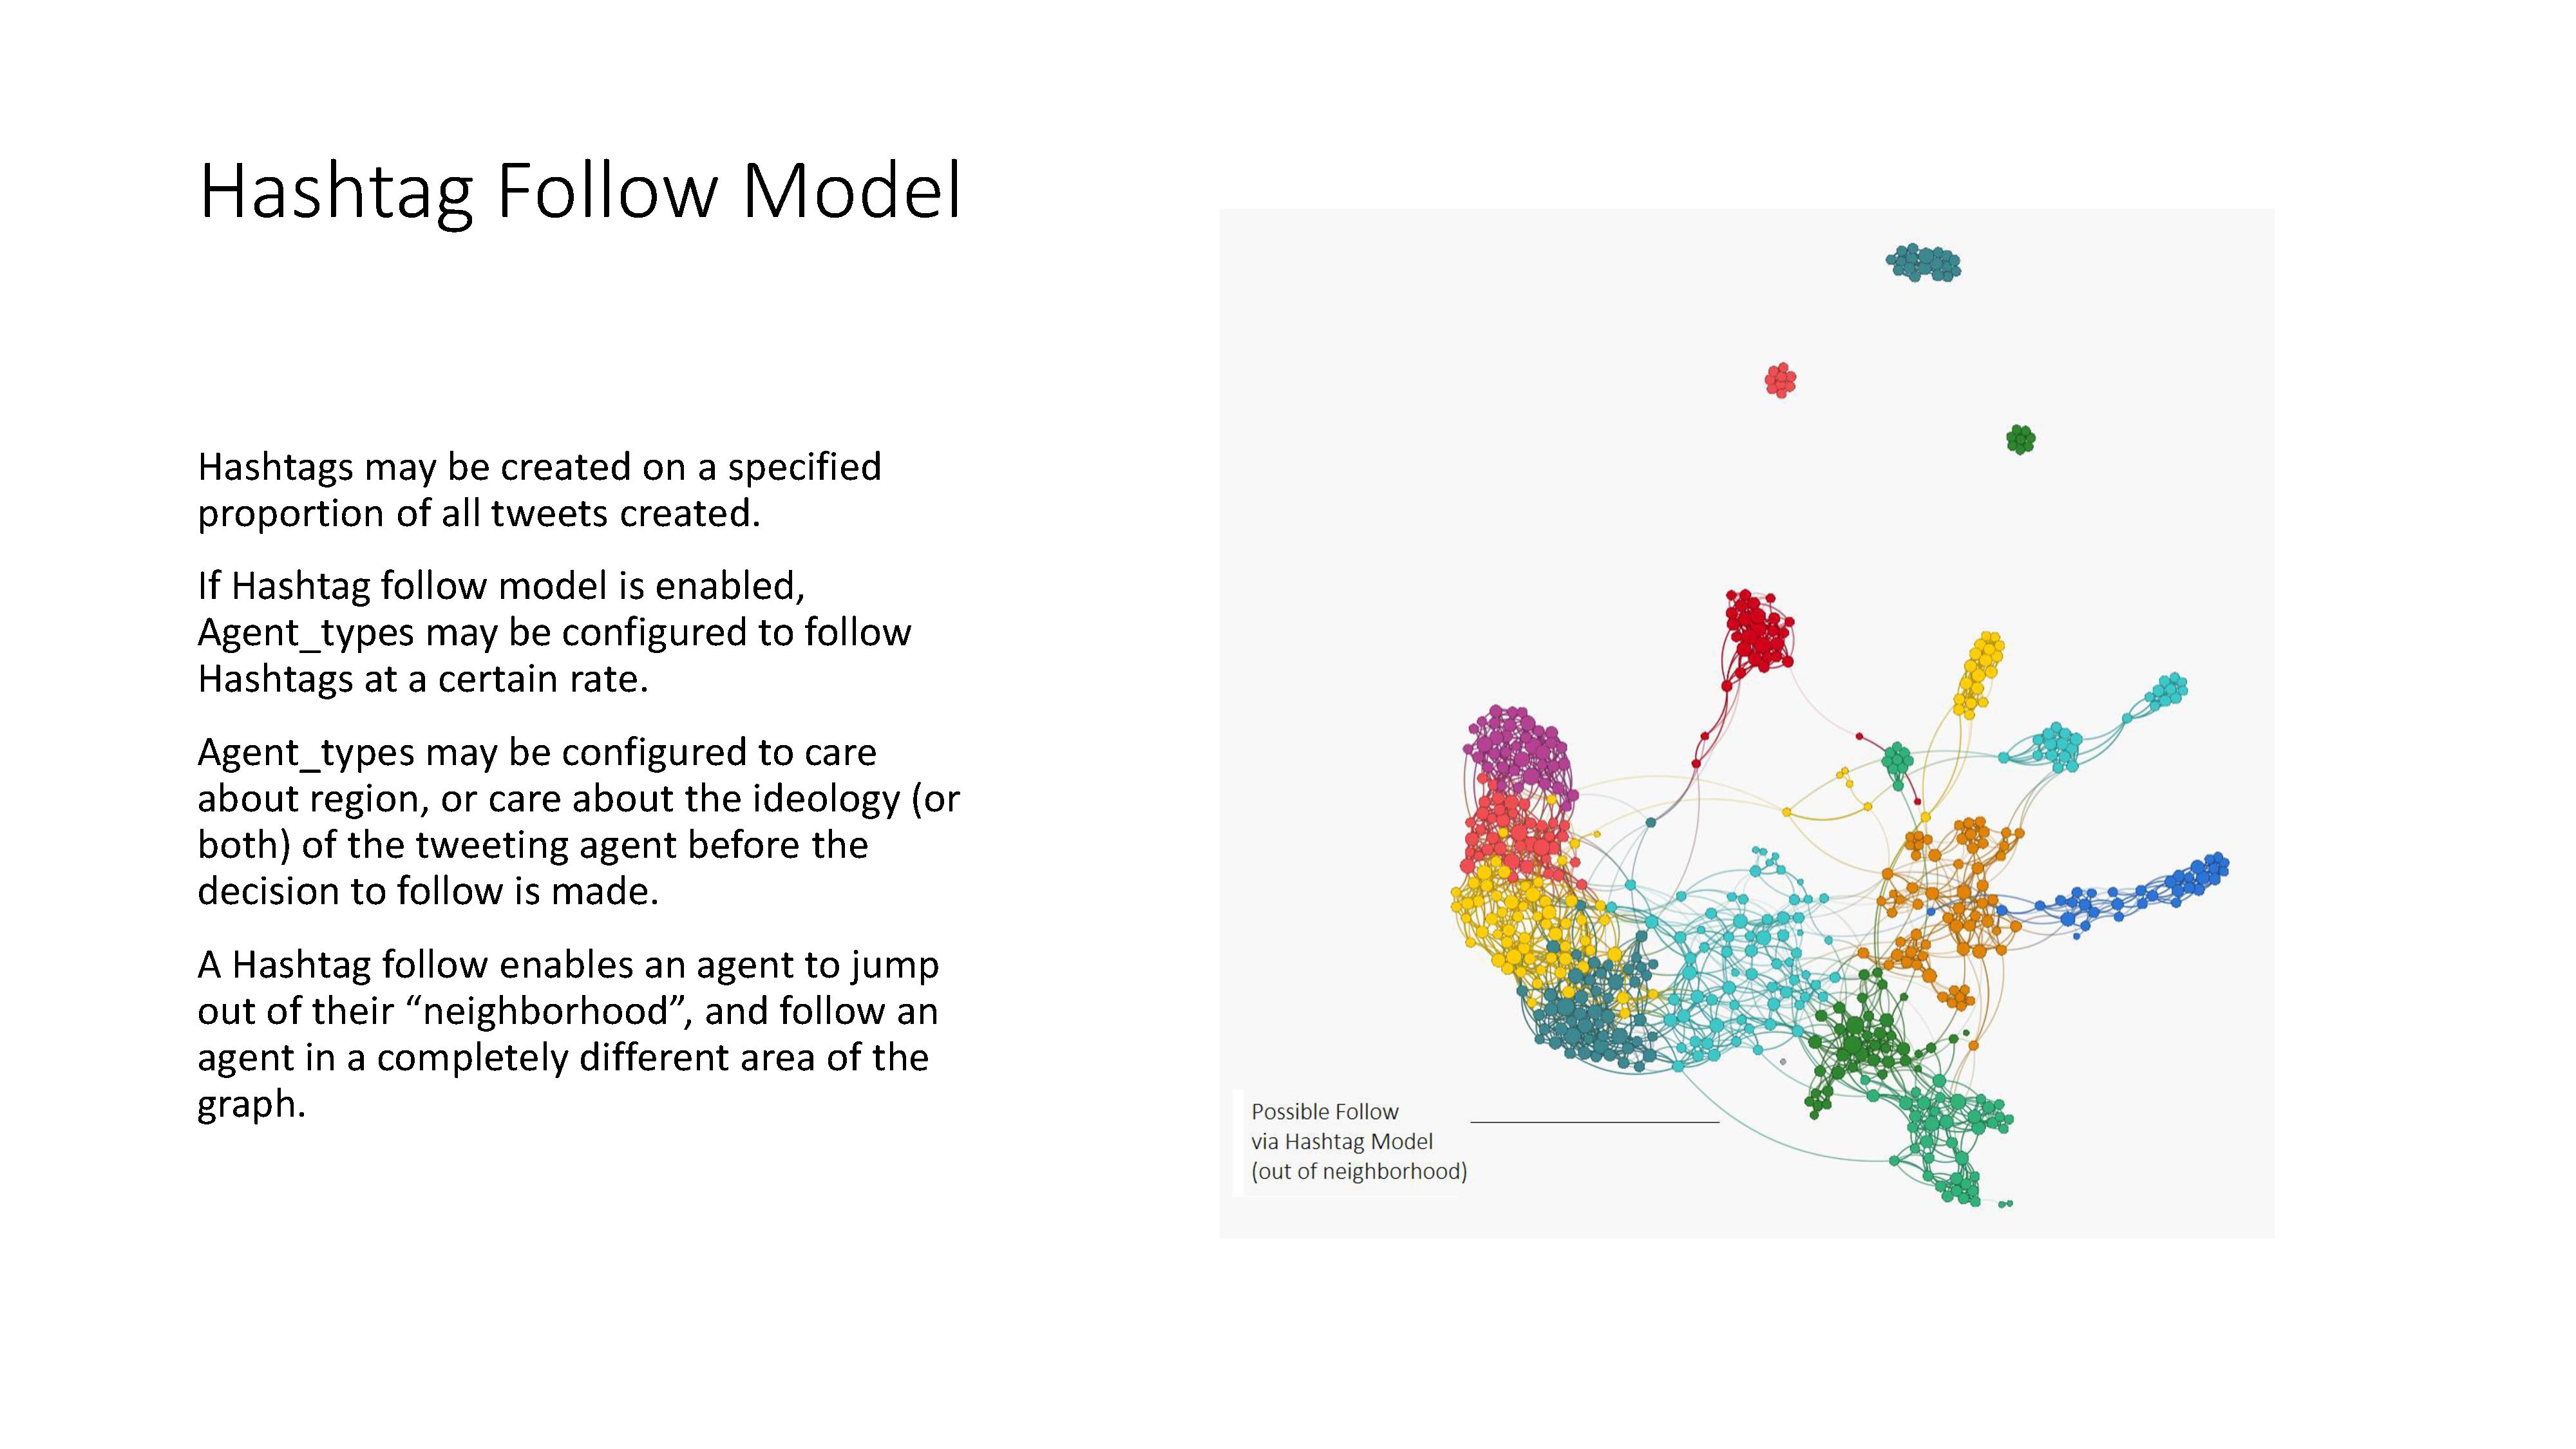 Hashtag Follow Model
Hashtags may be created on a specified
proportion of all tweets created.
If Hashtag follow model is enabled,
Agent_types may be configured to follow
Hashtags at a certain rate.
Agent_types may be configured to care
about region, or care about the ideology (or
both) of the tweeting agent before the
decision to follow is made.
A Hashtag follow enables an agent to jump
out of their “neighborhood”, and follow an
agent in a completely different area of the
graph.
Possible Follow
via Hashtag Model
(out of neighborhood)